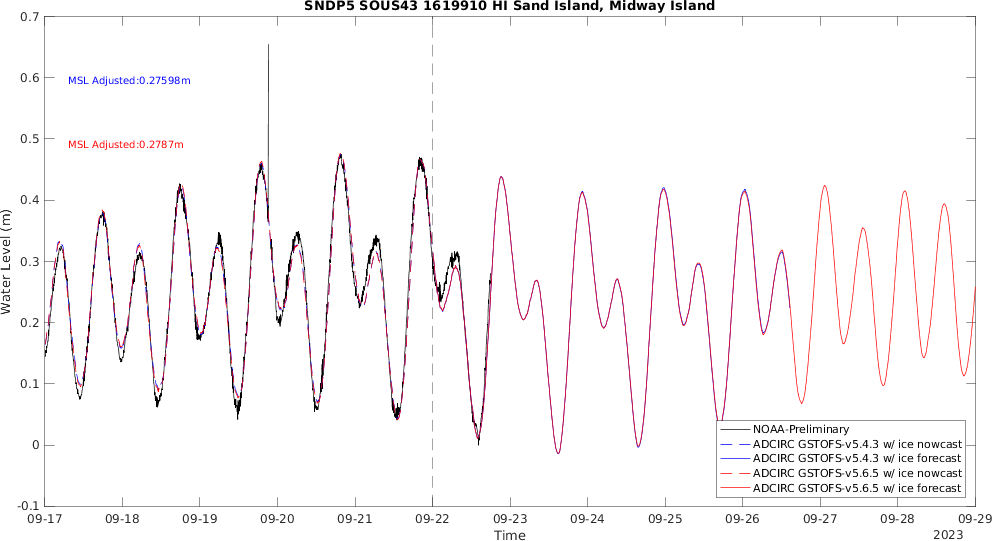 SNDP5 SOUS43 1619910 HI Sand Island, Midway Island
0.7
0.6
0.5
0.4
0.3
0.2
0.1
0
-0.1
Water Level (m)
MSL Adjusted:0.27598m
MSL Adjusted:0.2787m
NOAA-Preliminary
ADCIRC GSTOFS-v5.4.3 w/ ice nowcast
ADCIRC GSTOFS-v5.4.3 w/ ice forecast
ADCIRC GSTOFS-v5.6.5 w/ ice nowcast
ADCIRC GSTOFS-v5.6.5 w/ ice forecast
09-17 09-18 09-19 09-20 09-21 09-22 09-23 09-24 09-25 09-26 09-27 09-28 09-29
Time
2023